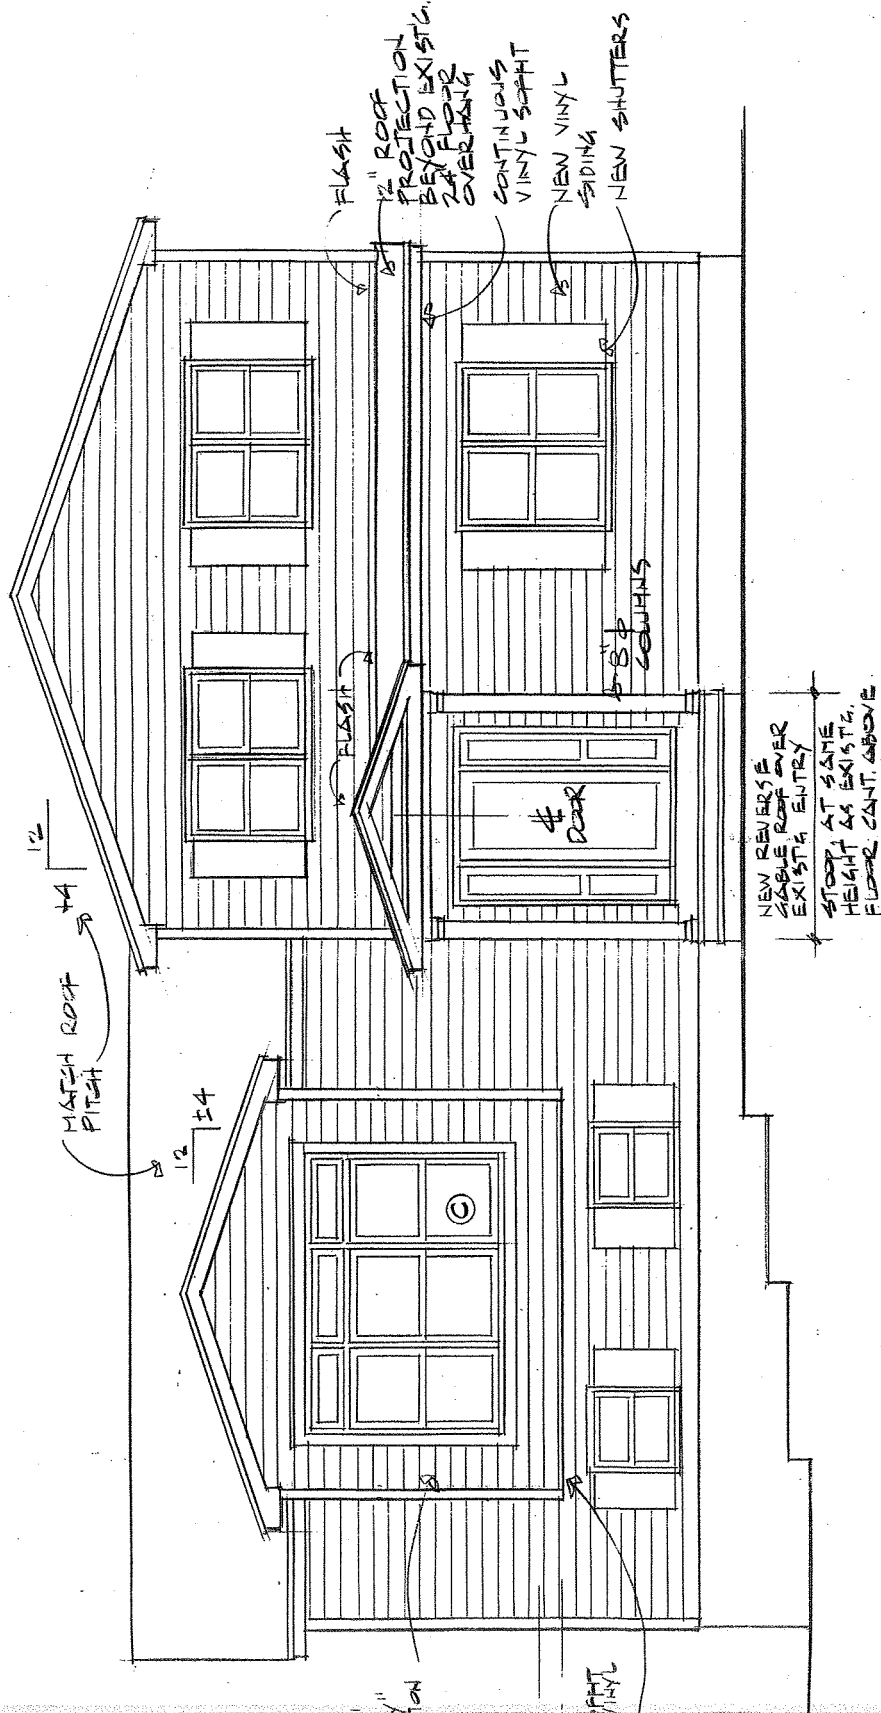 MATCH ROOF
PITCH
12
±4
12
±4
FLASH
12" ROOF
PROJECTION
BEYOND EXIST'G.
24" FLOOR
OVERHANG
CONTINUOUS
VINYL SOFFIT
NEW VINYL
SIDING
NEW SHUTTERS
FLASH
8" φ
COLUMNS
℄
DOOR
C
NEW REVERSE
GABLE ROOF OVER
EXIST'G ENTRY
STOOP, AT SAME
HEIGHT AS EXIST'G.
FLOOR CANT. ABOVE.